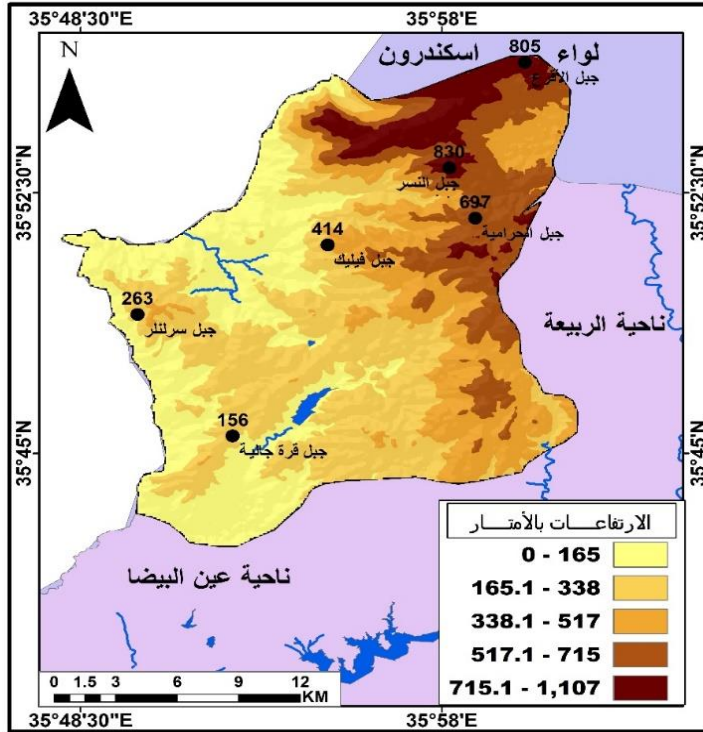 35°48'30"E 35°58'E
N
لواء اسكندرون
805
جبل الاقرع
830
جبل النسر
35°52'30"N 35°52'30"N
697
جبل الحرامية
414
جبل فيليك
263
جبل سرلنلر
ناحية الربيعة
156
جبل قرة جالية
35°45'N 35°45'N
ناحية عين البيضا
الارتفاعـــات بالأمتـــار
0 - 165
165.1 - 338
338.1 - 517
517.1 - 715
715.1 - 1,107
0 1.5 3 6 9 12
KM
35°48'30"E 35°58'E